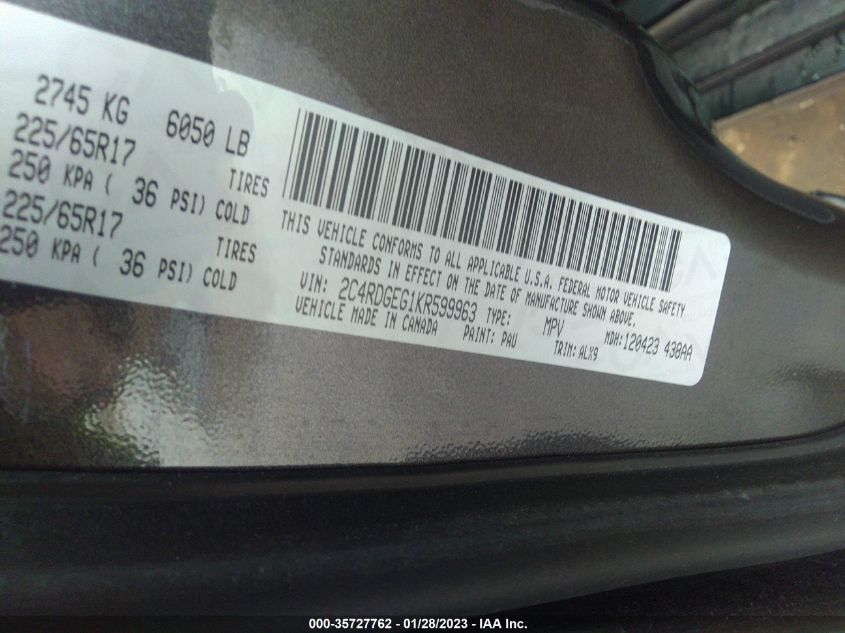 2745 KG 6050 LB
225/65R17 TIRES
250 KPA ( 36 PSI) COLD
225/65R17 TIRES
250 KPA ( 36 PSI) COLD
THIS VEHICLE CONFORMS TO ALL APPLICABLE U.S.A. FEDERAL MOTOR VEHICLE SAFETY
STANDARDS IN EFFECT ON THE DATE OF MANUFACTURE SHOWN ABOVE.
VIN: 2C4RDGEG1KR599963 TYPE: MPV MDH:120423 438AA
VEHICLE MADE IN CANADA PAINT: PAU TRIM: ALX9
000-35727762 — 01/28/2023 — IAA Inc.